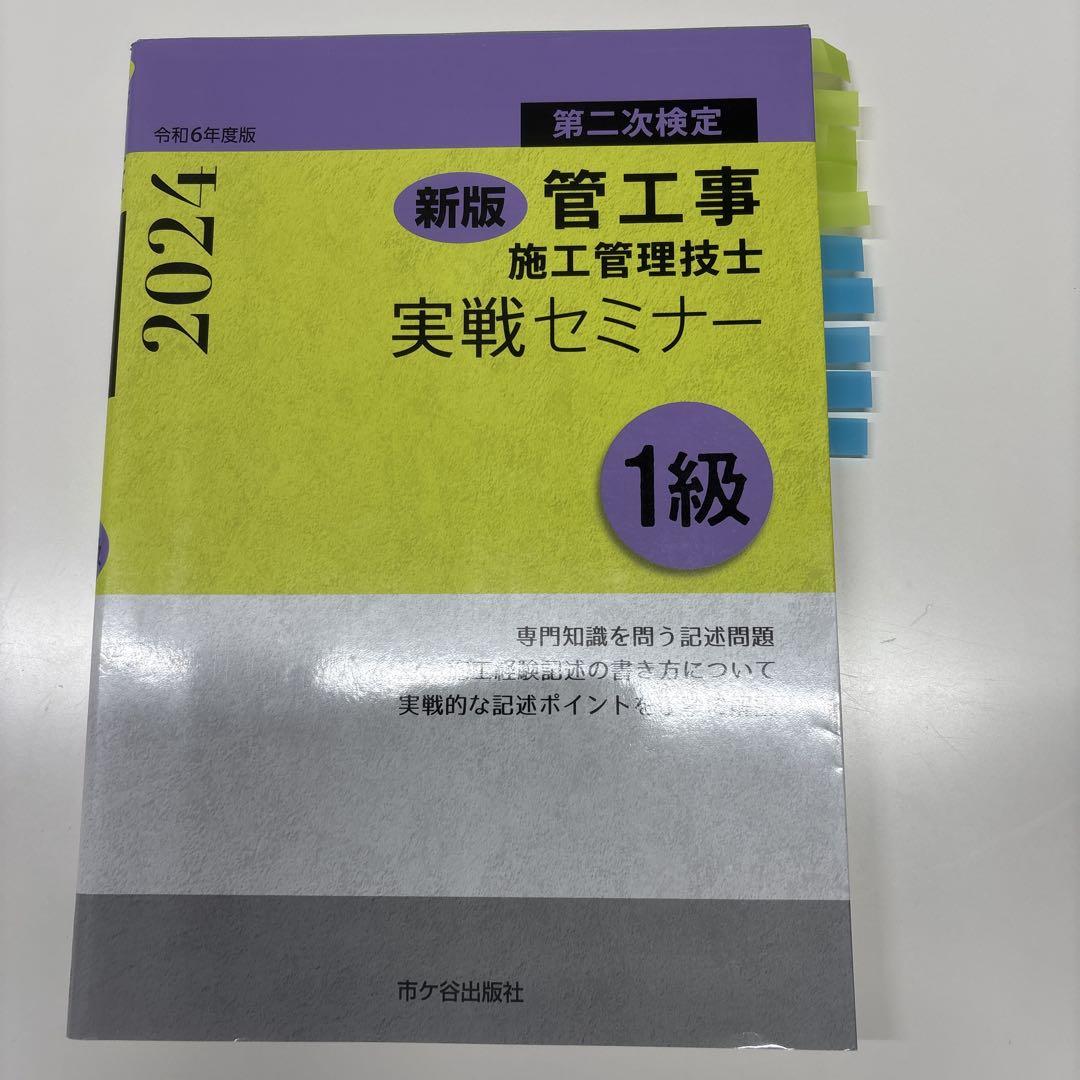 令和6年度版
第二次検定
2024
新版 管工事
施工管理技士
実戦セミナー
1級
専門知識を問う記述問題
工経験記述の書き方について
実戦的な記述ポイントを
市ケ谷出版社